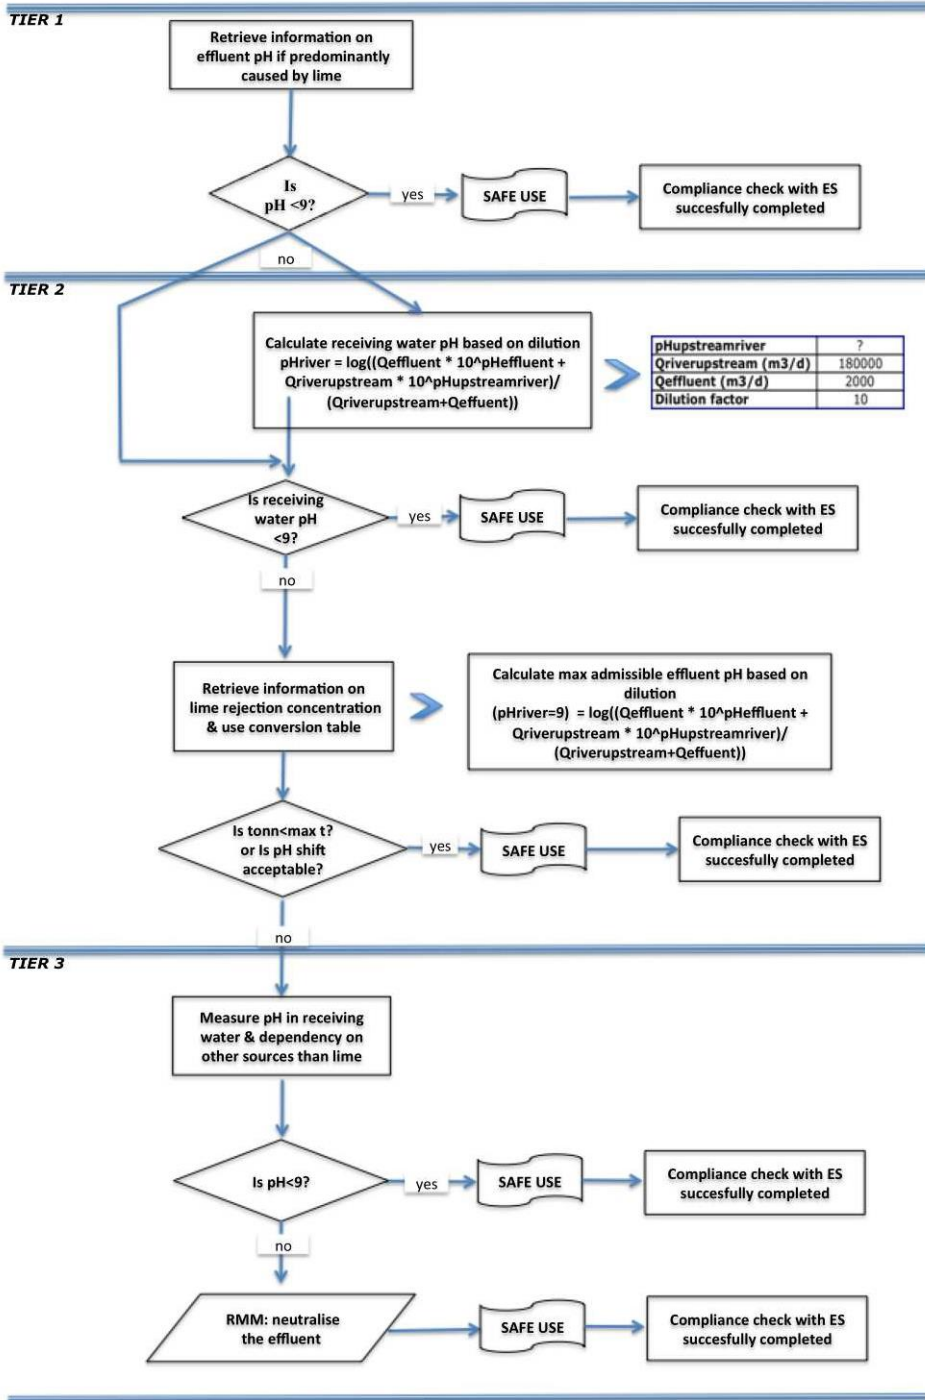 TIER 1
Retrieve information on
effluent pH if predominantly
caused by lime
Is
pH <9?
yes
SAFE USE
Compliance check with ES
succesfully completed
no
TIER 2
Calculate receiving water pH based on dilution
pHriver = log((Qeffluent * 10^pHeffluent +
Qriverupstream * 10^pHupstreamriver)/
(Qriverupstream+Qeffuent))
pHupstreamriver ?
Qriverupstream (m3/d) 180000
Qeffluent (m3/d) 2000
Dilution factor 10
Is receiving
water pH
<9?
yes
SAFE USE
Compliance check with ES
succesfully completed
no
Retrieve information on
lime rejection concentration
& use conversion table
Calculate max admissible effluent pH based on
dilution
(pHriver=9) = log((Qeffluent * 10^pHeffluent +
Qriverupstream * 10^pHupstreamriver)/
(Qriverupstream+Qeffuent))
Is tonn<max t?
or Is pH shift
acceptable?
yes
SAFE USE
Compliance check with ES
succesfully completed
no
TIER 3
Measure pH in receiving
water & dependency on
other sources than lime
Is pH<9?
yes
SAFE USE
Compliance check with ES
succesfully completed
no
RMM: neutralise
the effluent
SAFE USE
Compliance check with ES
succesfully completed